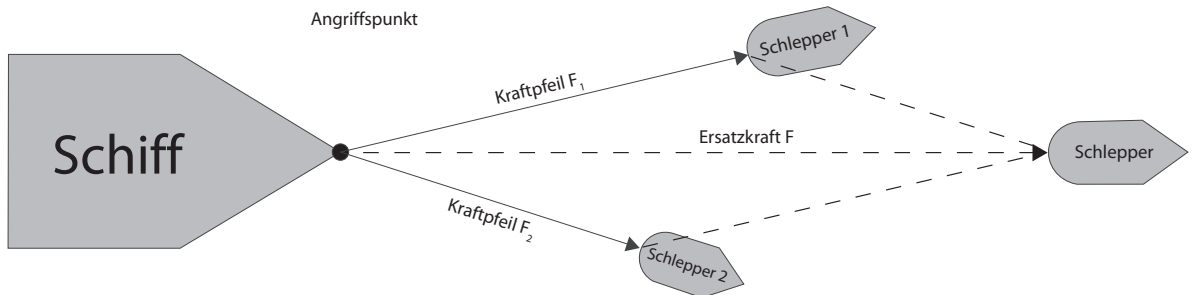 Angriffspunkt
Schlepper 1
Kraftpfeil F₁
Ersatzkraft F
Schiff
Schlepper
Kraftpfeil F₂
Schlepper 2